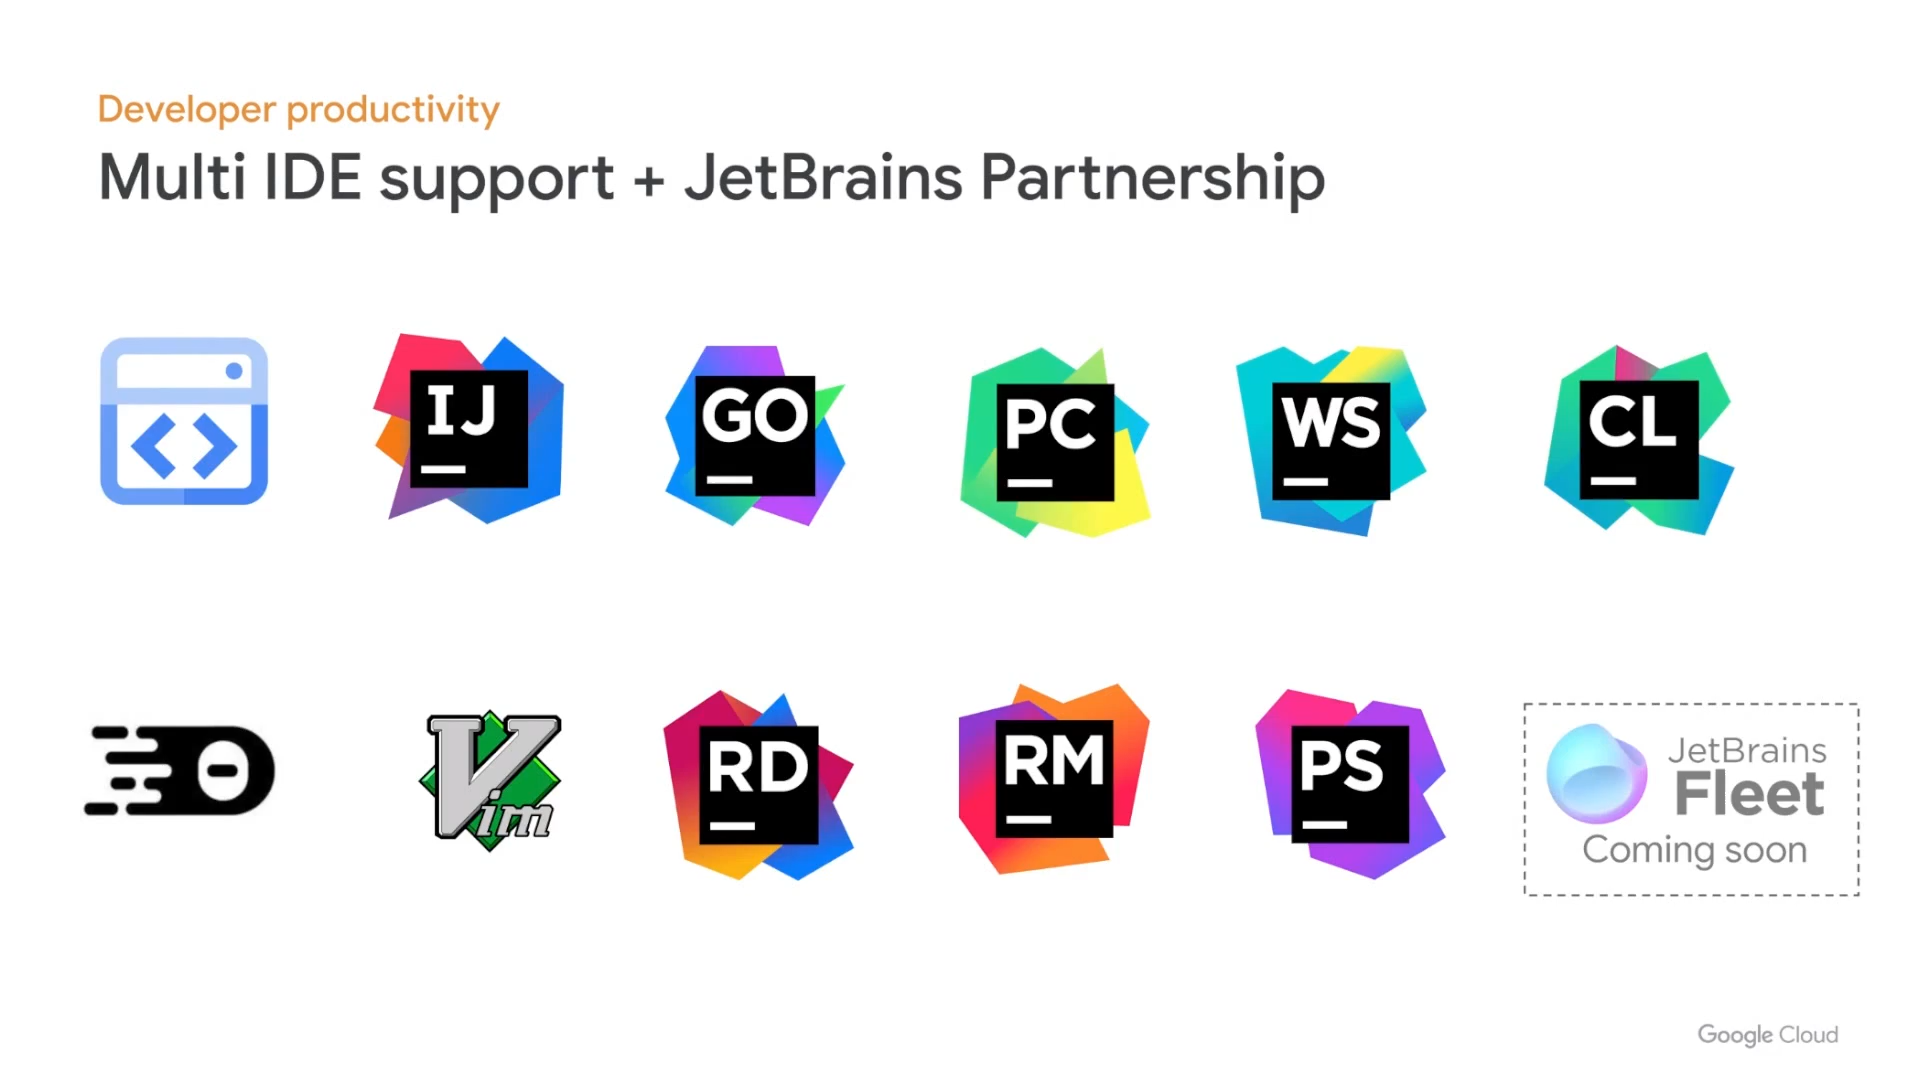 Developer productivity
Multi IDE support + JetBrains Partnership
IJ
GO
PC
WS
CL
Vim
RD
RM
PS
JetBrains
Fleet
Coming soon
Google Cloud